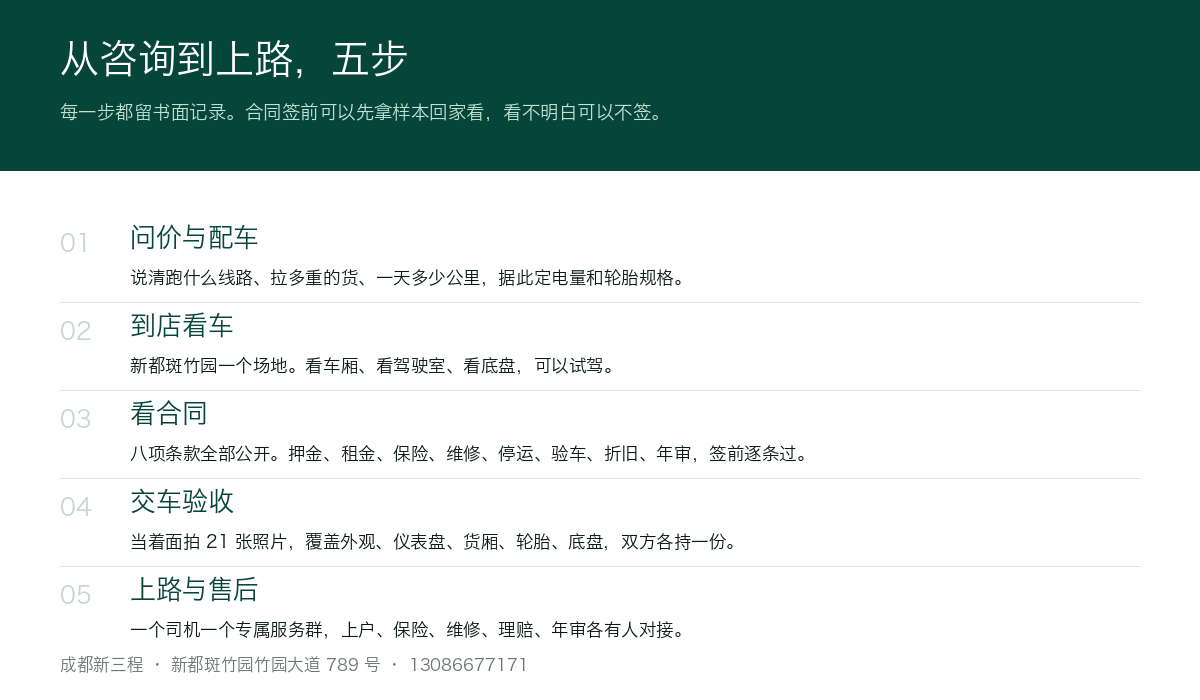 从咨询到上路，五步
每一步都留书面记录。合同签前可以先拿样本回家看，看不明白可以不签。
01
问价与配车
说清跑什么线路、拉多重的货、一天多少公里，据此定电量和轮胎规格。
02
到店看车
新都斑竹园一个场地。看车厢、看驾驶室、看底盘，可以试驾。
03
看合同
八项条款全部公开。押金、租金、保险、维修、停运、验车、折旧、年审，签前逐条过。
04
交车验收
当着面拍 21 张照片，覆盖外观、仪表盘、货厢、轮胎、底盘，双方各持一份。
05
上路与售后
一个司机一个专属服务群，上户、保险、维修、理赔、年审各有人对接。
成都新三程 · 新都斑竹园竹园大道 789 号 · 13086677171